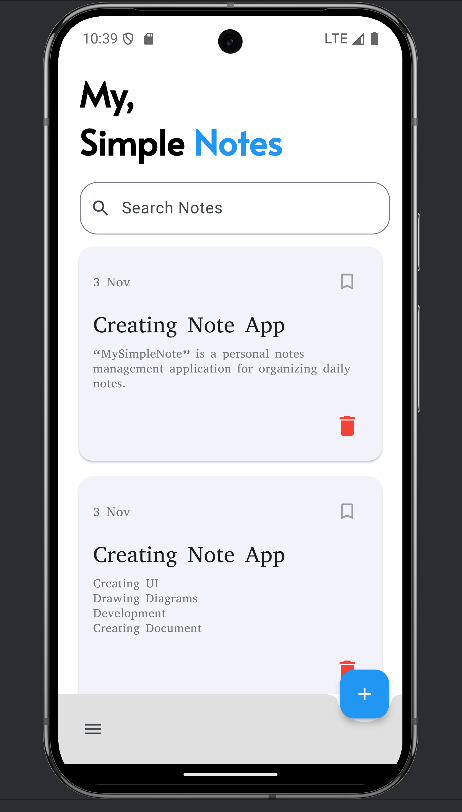 10:39
LTE
My,
Simple Notes
Search Notes
3 Nov
Creating Note App
“MySimpleNote” is a personal notes
management application for organizing daily
notes.
3 Nov
Creating Note App
Creating UI
Drawing Diagrams
Development
Creating Document